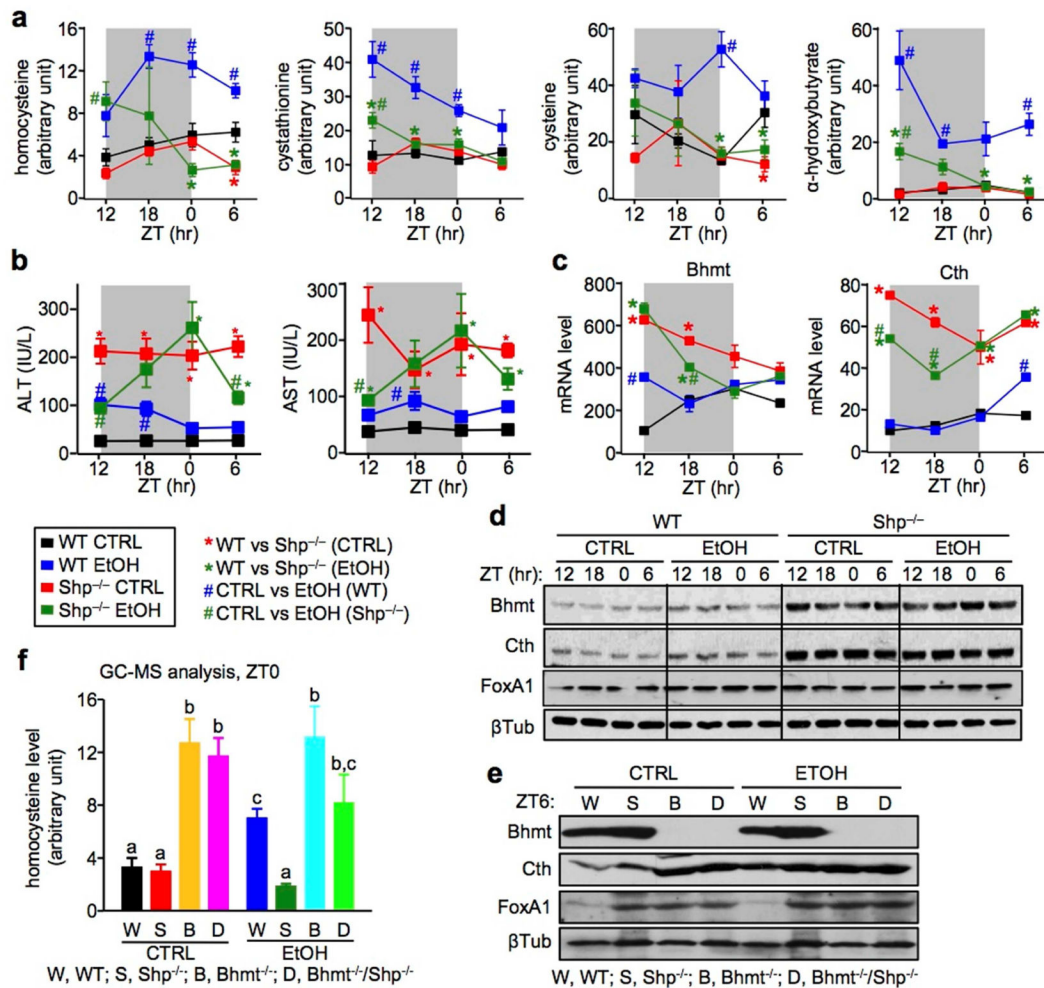 a
homocysteine
(arbitrary unit)
16
12
8
4
0
#
#
#
#
*
*
*
12 18 0 6
ZT (hr)
cystathionine
(arbitrary unit)
50
40
30
20
10
0
#
#
#
*#
*
*
12 18 0 6
ZT (hr)
cysteine
(arbitrary unit)
60
40
20
0
#
*
*
*
12 18 0 6
ZT (hr)
α-hydroxybutyrate
(arbitrary unit)
60
40
20
0
#
#
#
*#
*
*
12 18 0 6
ZT (hr)
b
ALT (IU/L)
300
200
100
0
*
*
*
*
*
#
#
#
#
*
12 18 0 6
ZT (hr)
AST (IU/L)
300
200
100
0
*
*
*
*
*
#
*
#
#
*
12 18 0 6
ZT (hr)
c
Bhmt
mRNA level
800
600
400
200
0
*
*
*
*#
#
12 18 0 6
ZT (hr)
Cth
mRNA level
80
60
40
20
0
*
*
*
*
#
*
#
*
*
*
#
12 18 0 6
ZT (hr)
WT CTRL
WT EtOH
Shp–/– CTRL
Shp–/– EtOH
*WT vs Shp–/– (CTRL)
*WT vs Shp–/– (EtOH)
#CTRL vs EtOH (WT)
#CTRL vs EtOH (Shp–/–)
d
WT Shp–/–
CTRL EtOH CTRL EtOH
ZT (hr): 12 18 0 6 12 18 0 6 12 18 0 6 12 18 0 6
Bhmt
Cth
FoxA1
βTub
e
CTRL ETOH
ZT6: W S B D W S B D
Bhmt
Cth
FoxA1
βTub
W, WT; S, Shp-/-; B, Bhmt-/-; D, Bhmt-/-/Shp-/-
f
GC-MS analysis, ZT0
homocysteine level
(arbitrary unit)
16
12
8
4
0
a a b b c a b b,c
W S B D W S B D
CTRL EtOH
W, WT; S, Shp-/-; B, Bhmt-/-; D, Bhmt-/-/Shp-/-